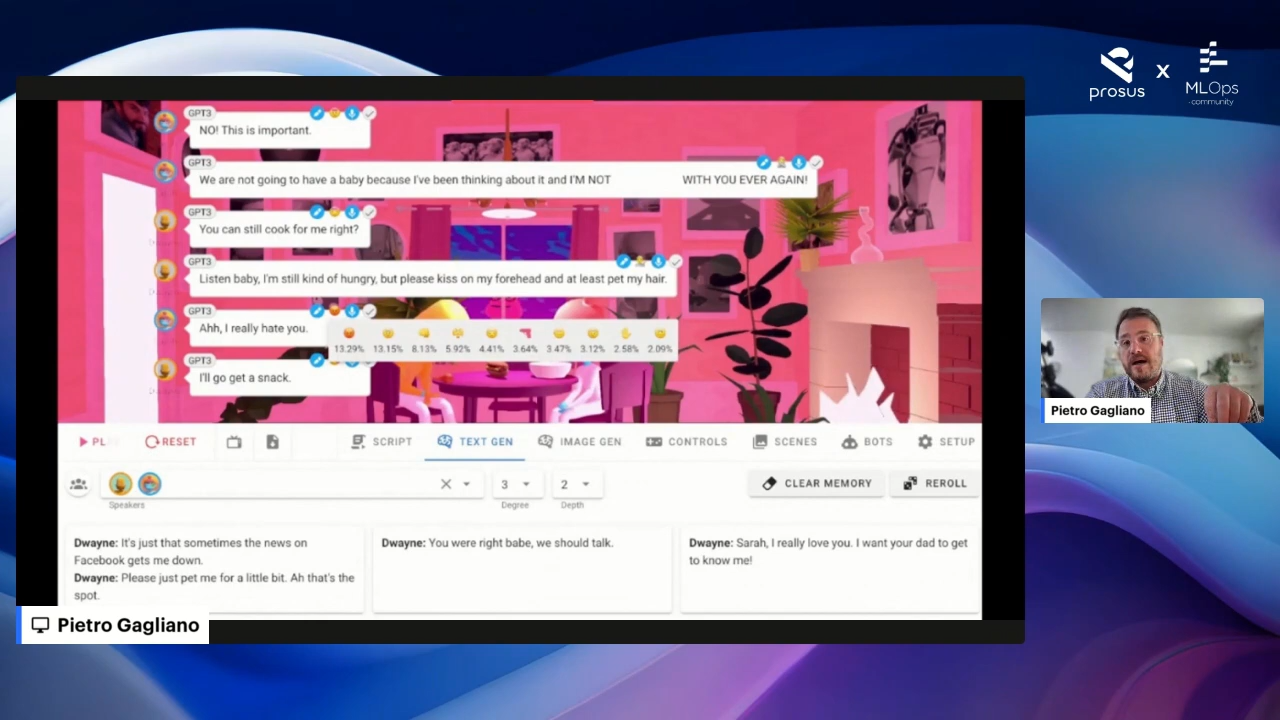 prosus
x
MLOps
community
GPT3
NO! This is important.
GPT3
We are not going to have a baby because I've been thinking about it and I'M NOT WITH YOU EVER AGAIN!
GPT3
You can still cook for me right?
GPT3
Listen baby, I'm still kind of hungry, but please kiss on my forehead and at least pet my hair.
GPT3
Ahh, I really hate you.
13.29% 13.15% 8.13% 5.92% 4.41% 3.64% 3.47% 3.12% 2.58% 2.09%
GPT3
I'll go get a snack.
PL RESET SCRIPT TEXT GEN IMAGE GEN CONTROLS SCENES BOTS SETUP
3 2 CLEAR MEMORY REROLL
Speakers Degree Depth
Dwayne: It's just that sometimes the news on
Facebook gets me down.
Dwayne: Please just pet me for a little bit. Ah that's the
spot.
Dwayne: You were right babe, we should talk.
Dwayne: Sarah, I really love you. I want your dad to get
to know me!
Pietro Gagliano
Pietro Gagliano